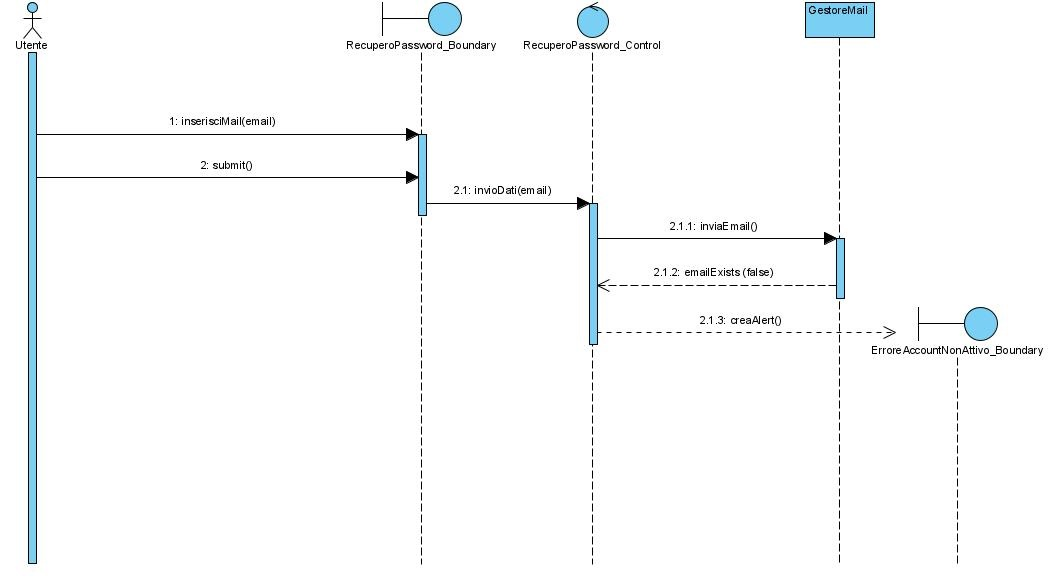 GestoreMail
Utente
RecuperoPassword_Boundary
RecuperoPassword_Control
1: inserisciMail(email)
2: submit()
2.1: invioDati(email)
2.1.1: inviaEmail()
2.1.2: emailExists (false)
2.1.3: creaAlert()
ErroreAccountNonAttivo_Boundary